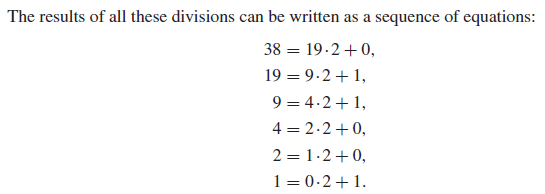 The results of all these divisions can be written as a sequence of equations:
38 = 19·2+0,
19 = 9·2+1,
9 = 4·2+1,
4 = 2·2+0,
2 = 1·2+0,
1 = 0·2+1.